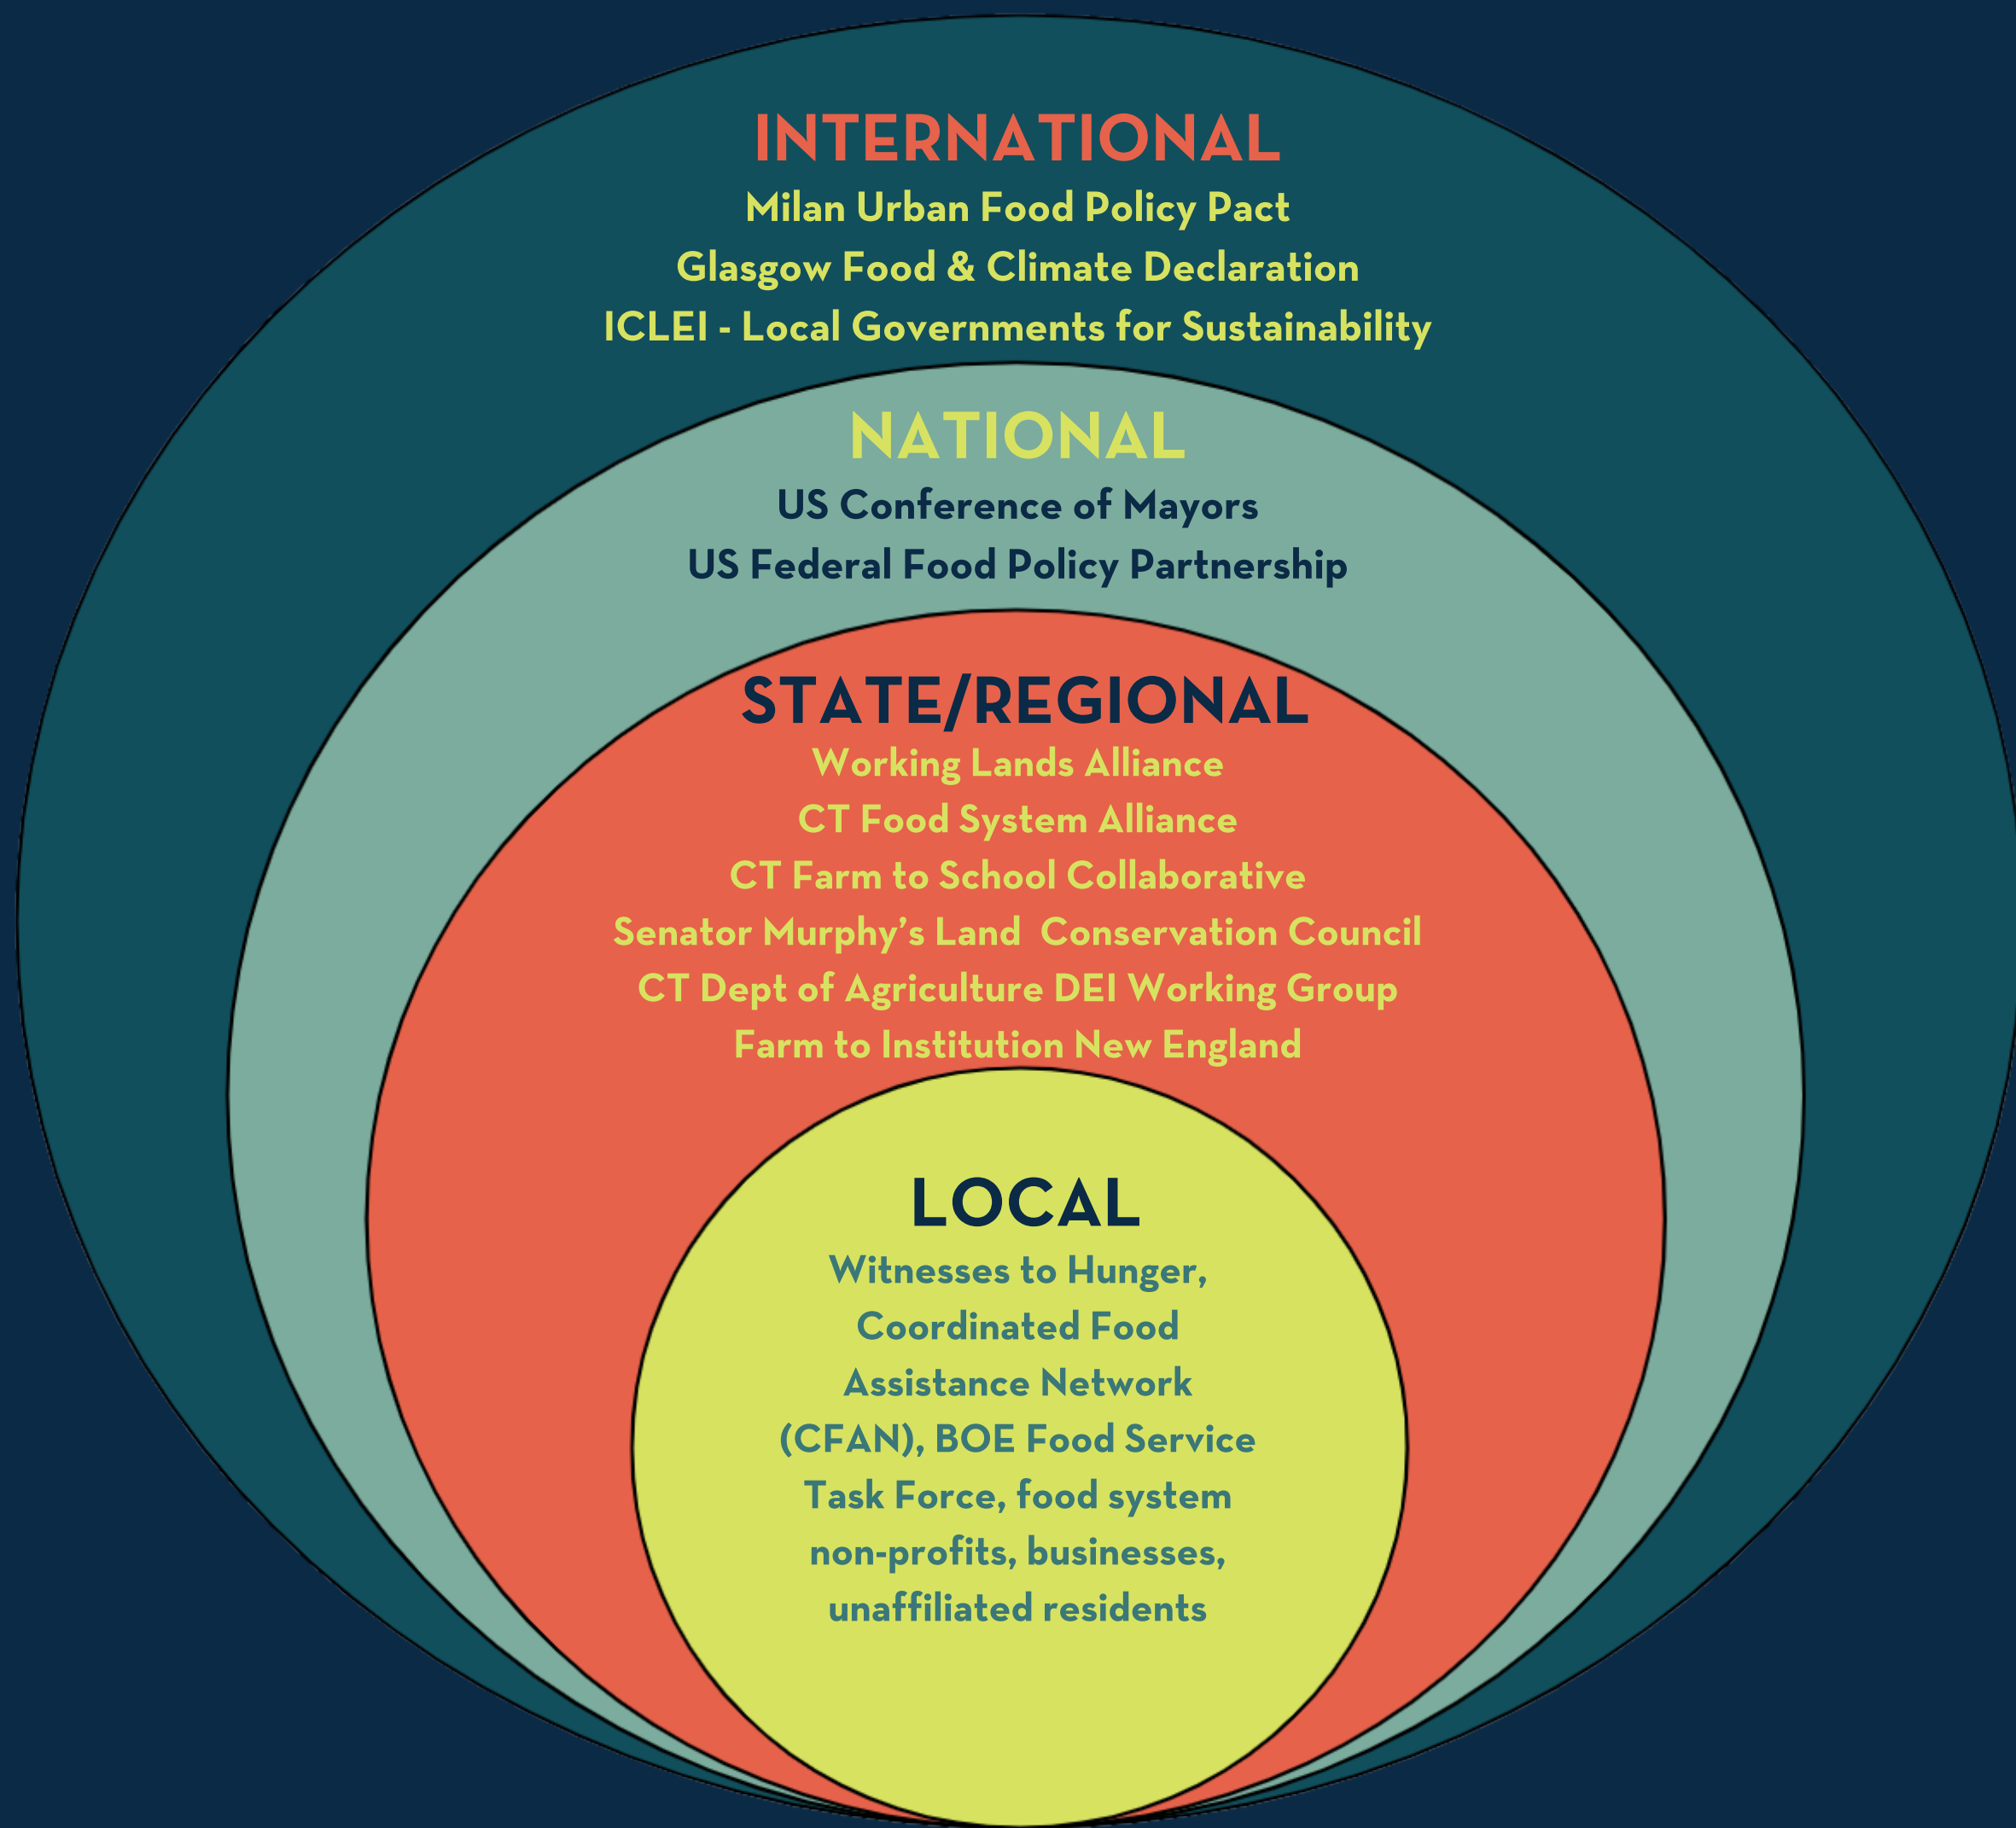 INTERNATIONAL
Milan Urban Food Policy Pact
Glasgow Food & Climate Declaration
ICLEI - Local Governments for Sustainability
NATIONAL
US Conference of Mayors
US Federal Food Policy Partnership
STATE/REGIONAL
Working Lands Alliance
CT Food System Alliance
CT Farm to School Collaborative
Senator Murphy's Land Conservation Council
CT Dept of Agriculture DEI Working Group
Farm to Institution New England
LOCAL
Witnesses to Hunger,
Coordinated Food
Assistance Network
(CFAN), BOE Food Service
Task Force, food system
non-profits, businesses,
unaffiliated residents